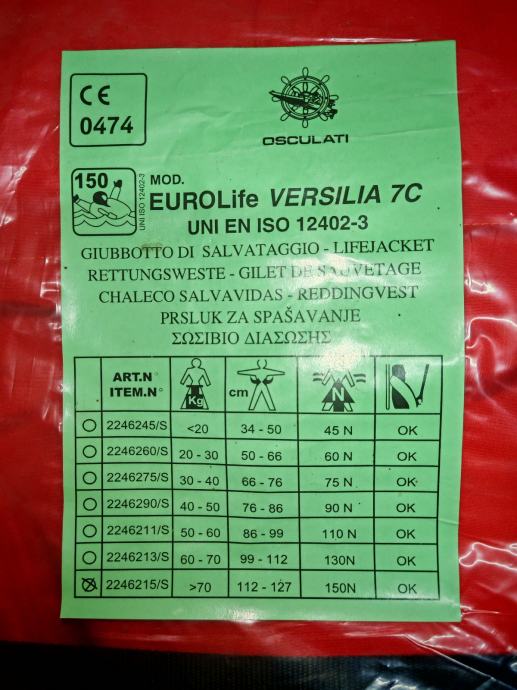 CE
0474
OSCULATI
150
UNI ISO 12402-3
MOD.
EUROLife VERSILIA 7C
UNI EN ISO 12402-3
GIUBBOTTO DI SALVATAGGIO - LIFEJACKET
RETTUNGSWESTE - GILET DE SAUVETAGE
CHALECO SALVAVIDAS - REDDINGVEST
PRSLUK ZA SPAŠAVANJE
ΣΩΣΙΒΙΟ ΔΙΑΣΩΣΗΣ
ART.N° ITEM.N° Kg cm N
2246245/S <20 34 - 50 45 N OK
2246260/S 20 - 30 50 - 66 60 N OK
2246275/S 30 - 40 66 - 76 75 N OK
2246290/S 40 - 50 76 - 86 90 N OK
2246211/S 50 - 60 86 - 99 110 N OK
2246213/S 60 - 70 99 - 112 130N OK
2246215/S >70 112 - 127 150N OK